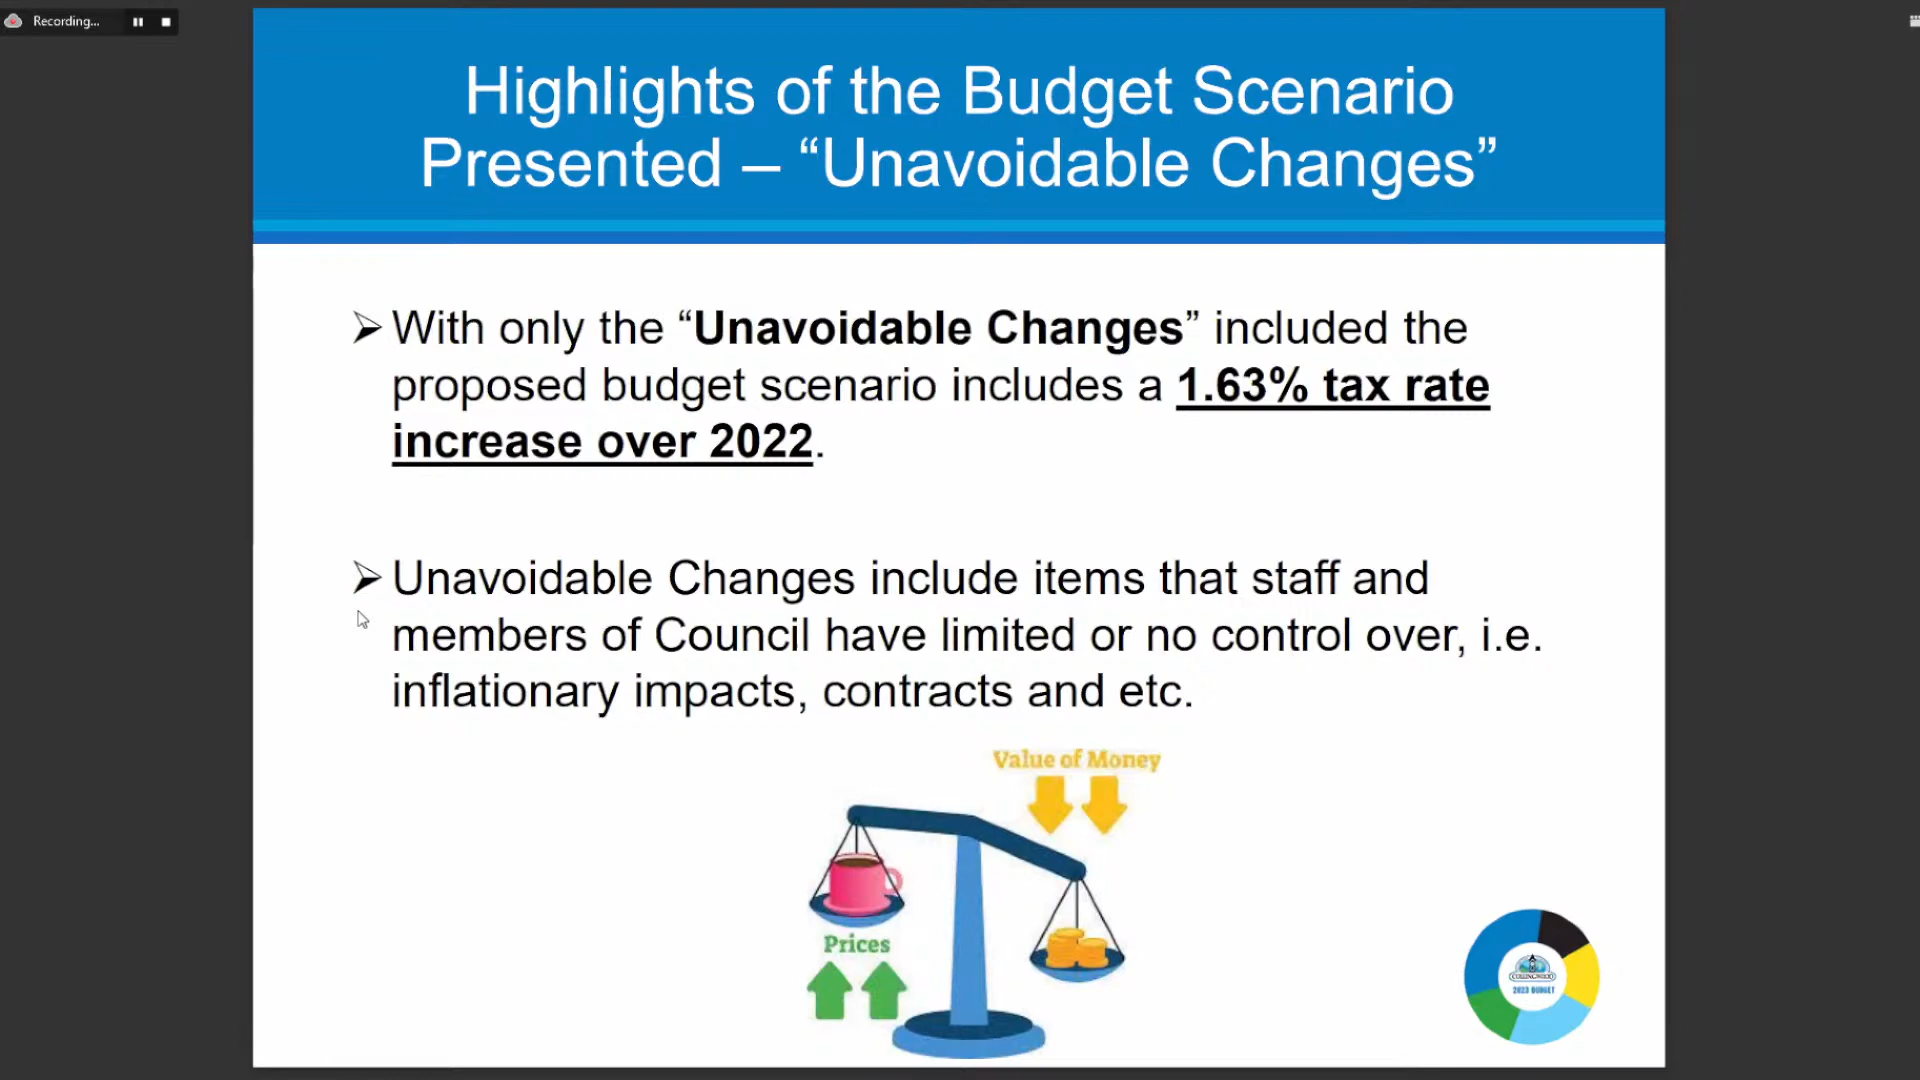 Recording...
Highlights of the Budget Scenario
Presented – “Unavoidable Changes”
With only the “Unavoidable Changes” included the
proposed budget scenario includes a 1.63% tax rate
increase over 2022.
Unavoidable Changes include items that staff and
members of Council have limited or no control over, i.e.
inflationary impacts, contracts and etc.
Value of Money
Prices
COLLINGWOOD
2023 BUDGET